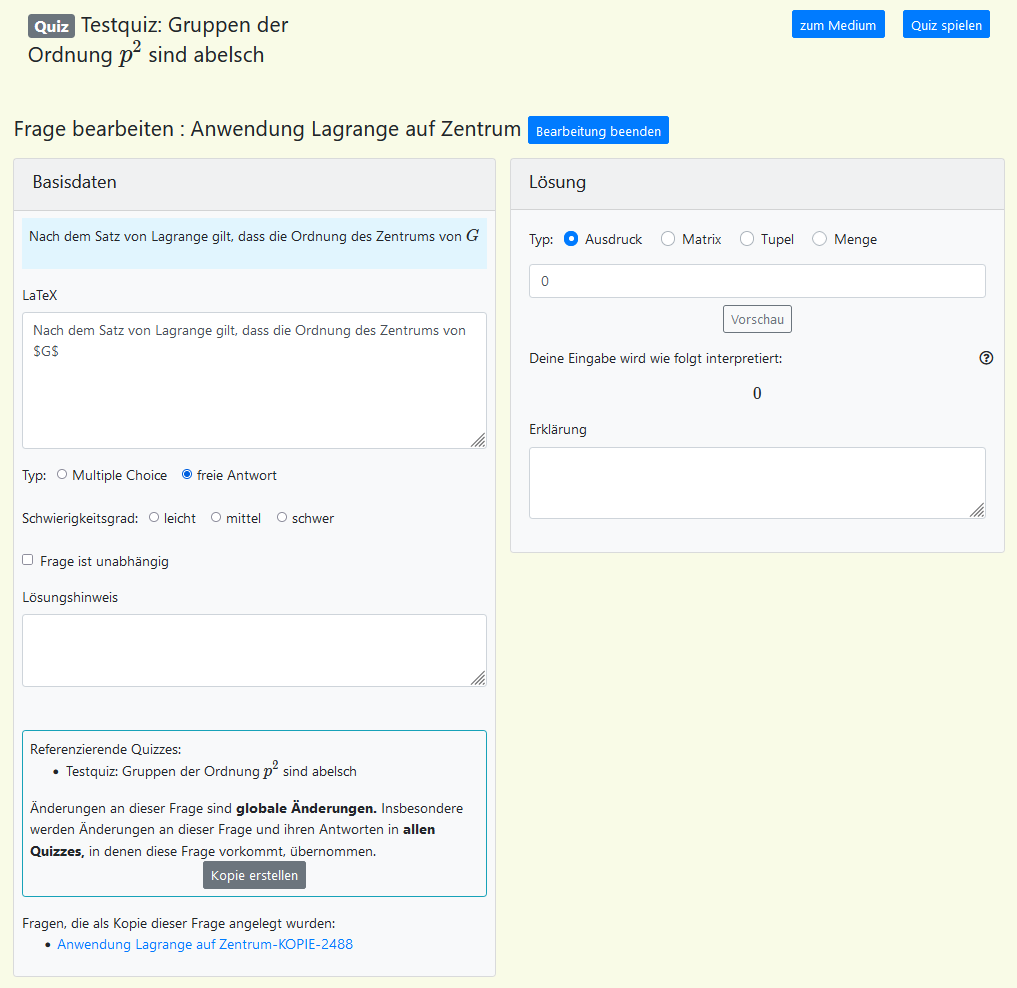 Quiz Testquiz: Gruppen der
Ordnung p² sind abelsch
zum Medium
Quiz spielen
Frage bearbeiten : Anwendung Lagrange auf Zentrum
Bearbeitung beenden
Basisdaten
Nach dem Satz von Lagrange gilt, dass die Ordnung des Zentrums von G
LaTeX
Nach dem Satz von Lagrange gilt, dass die Ordnung des Zentrums von
$G$
Typ: Multiple Choice freie Antwort
Schwierigkeitsgrad: leicht mittel schwer
Frage ist unabhängig
Lösungshinweis
Referenzierende Quizzes:
• Testquiz: Gruppen der Ordnung p² sind abelsch
Änderungen an dieser Frage sind globale Änderungen. Insbesondere
werden Änderungen an dieser Frage und ihren Antworten in allen
Quizzes, in denen diese Frage vorkommt, übernommen.
Kopie erstellen
Fragen, die als Kopie dieser Frage angelegt wurden:
• Anwendung Lagrange auf Zentrum-KOPIE-2488
Lösung
Typ: Ausdruck Matrix Tupel Menge
0
Vorschau
Deine Eingabe wird wie folgt interpretiert:
0
Erklärung